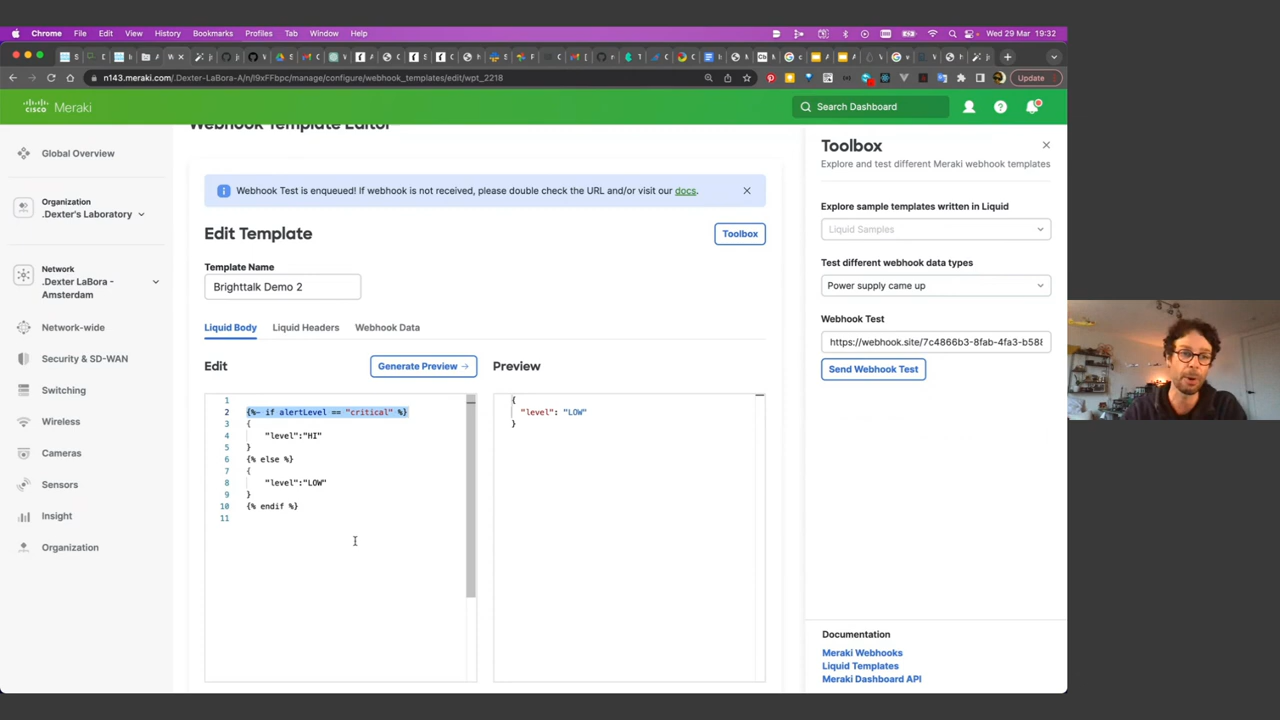 Chrome File Edit View History Bookmarks Profiles Tab Window Help
Wed 29 Mar 19:32
n143.meraki.com/.Dexter-LaBora-A/n/I9xFFbpc/manage/configure/webhook_templates/edit/wpt_2218
Update
CISCO Meraki
Search Dashboard
Webhook Template Editor
Global Overview
Organization
.Dexter's Laboratory
Network
.Dexter LaBora -
Amsterdam
Network-wide
Security & SD-WAN
Switching
Wireless
Cameras
Sensors
Insight
Organization
Webhook Test is enqueued! If webhook is not received, please double check the URL and/or visit our docs.
Edit Template
Toolbox
Template Name
Brighttalk Demo 2
Liquid Body
Liquid Headers
Webhook Data
Edit
Generate Preview →
Preview
1
2 {%- if alertLevel == "critical" %}
3 {
4 "level":"HI"
5 }
6 {% else %}
7 {
8 "level":"LOW"
9 }
10 {% endif %}
11
{
"level": "LOW"
}
Toolbox
Explore and test different Meraki webhook templates
Explore sample templates written in Liquid
Liquid Samples
Test different webhook data types
Power supply came up
Webhook Test
https://webhook.site/7c4866b3-8fab-4fa3-b588
Send Webhook Test
Documentation
Meraki Webhooks
Liquid Templates
Meraki Dashboard API